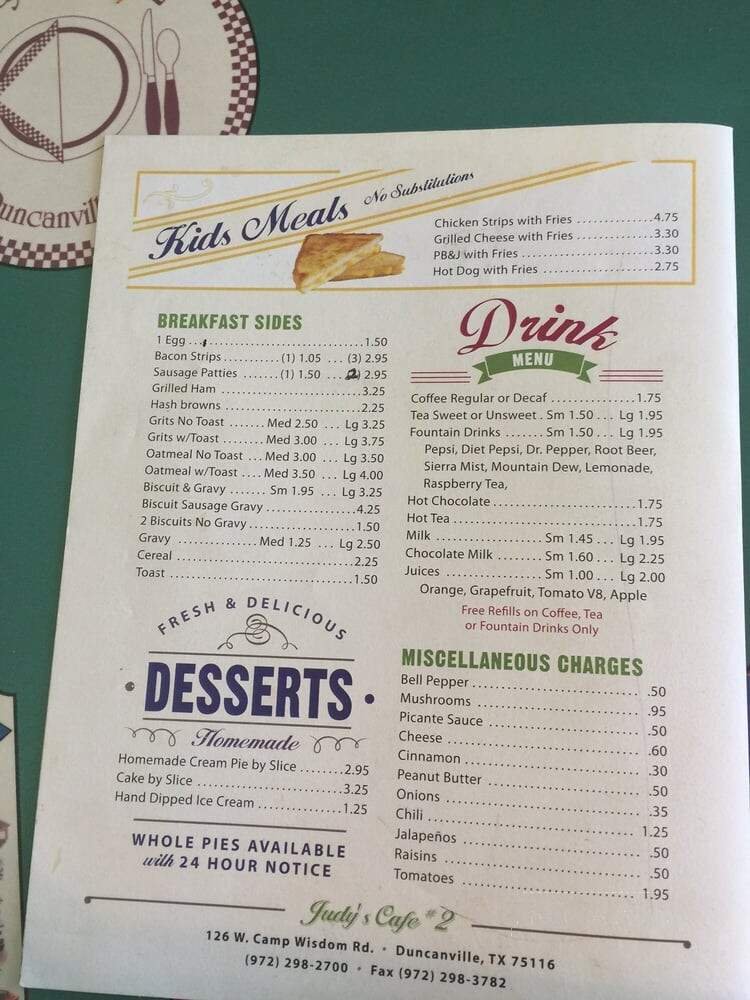 Duncanvill
Kids Meals No Substitutions
Chicken Strips with Fries .............4.75
Grilled Cheese with Fries .............3.30
PB&J with Fries .............3.30
Hot Dog with Fries .............2.75
BREAKFAST SIDES
1 Egg .............1.50
Bacon Strips...........(1) 1.05 ... (3) 2.95
Sausage Patties .......(1) 1.50 ... 2) 2.95
Grilled Ham .............3.25
Hash browns .............2.25
Grits No Toast ....... Med 2.50 ... Lg 3.25
Grits w/Toast ........ Med 3.00 ... Lg 3.75
Oatmeal No Toast ... Med 3.00 ... Lg 3.50
Oatmeal w/Toast .... Med 3.50 ... Lg 4.00
Biscuit & Gravy ....... Sm 1.95 ... Lg 3.25
Biscuit Sausage Gravy .............4.25
2 Biscuits No Gravy .............1.50
Gravy ............... Med 1.25 ... Lg 2.50
Cereal .............2.25
Toast .............1.50
Drink
MENU
Coffee Regular or Decaf .............1.75
Tea Sweet or Unsweet . Sm 1.50 ... Lg 1.95
Fountain Drinks ....... Sm 1.50 ... Lg 1.95
Pepsi, Diet Pepsi, Dr. Pepper, Root Beer,
Sierra Mist, Mountain Dew, Lemonade,
Raspberry Tea,
Hot Chocolate .............1.75
Hot Tea .............1.75
Milk .................. Sm 1.45 ... Lg 1.95
Chocolate Milk ........ Sm 1.60 ... Lg 2.25
Juices ................ Sm 1.00 ... Lg 2.00
Orange, Grapefruit, Tomato V8, Apple
Free Refills on Coffee, Tea
or Fountain Drinks Only
FRESH & DELICIOUS
DESSERTS
Homemade
Homemade Cream Pie by Slice ........2.95
Cake by Slice .............3.25
Hand Dipped Ice Cream .............1.25
WHOLE PIES AVAILABLE
with 24 HOUR NOTICE
MISCELLANEOUS CHARGES
Bell Pepper ............. .50
Mushrooms ............. .95
Picante Sauce ............. .50
Cheese ............. .60
Cinnamon ............. .30
Peanut Butter ............. .50
Onions ............. .35
Chili ............. 1.25
Jalapeños ............. .50
Raisins ............. .50
Tomatoes ............. 1.95
Judy's Cafe #2
126 W. Camp Wisdom Rd. • Duncanville, TX 75116
(972) 298-2700 • Fax (972) 298-3782